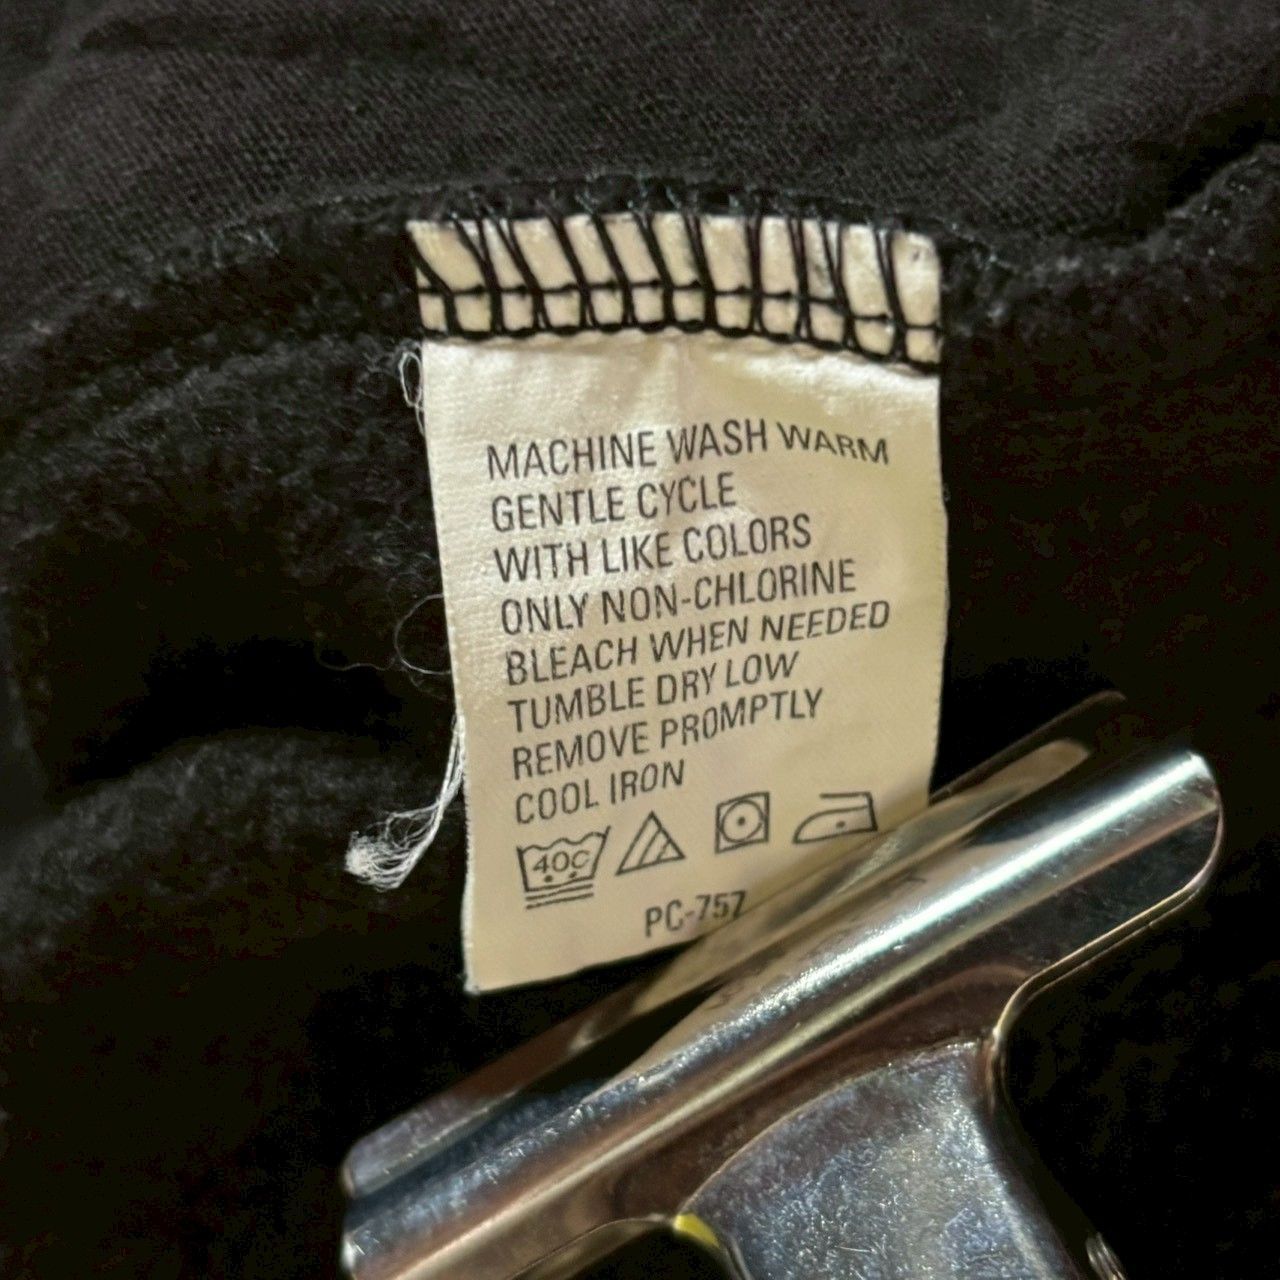 MACHINE WASH WARM
GENTLE CYCLE
WITH LIKE COLORS
ONLY NON-CHLORINE
BLEACH WHEN NEEDED
TUMBLE DRY LOW
REMOVE PROMPTLY
COOL IRON
40C
PC-757